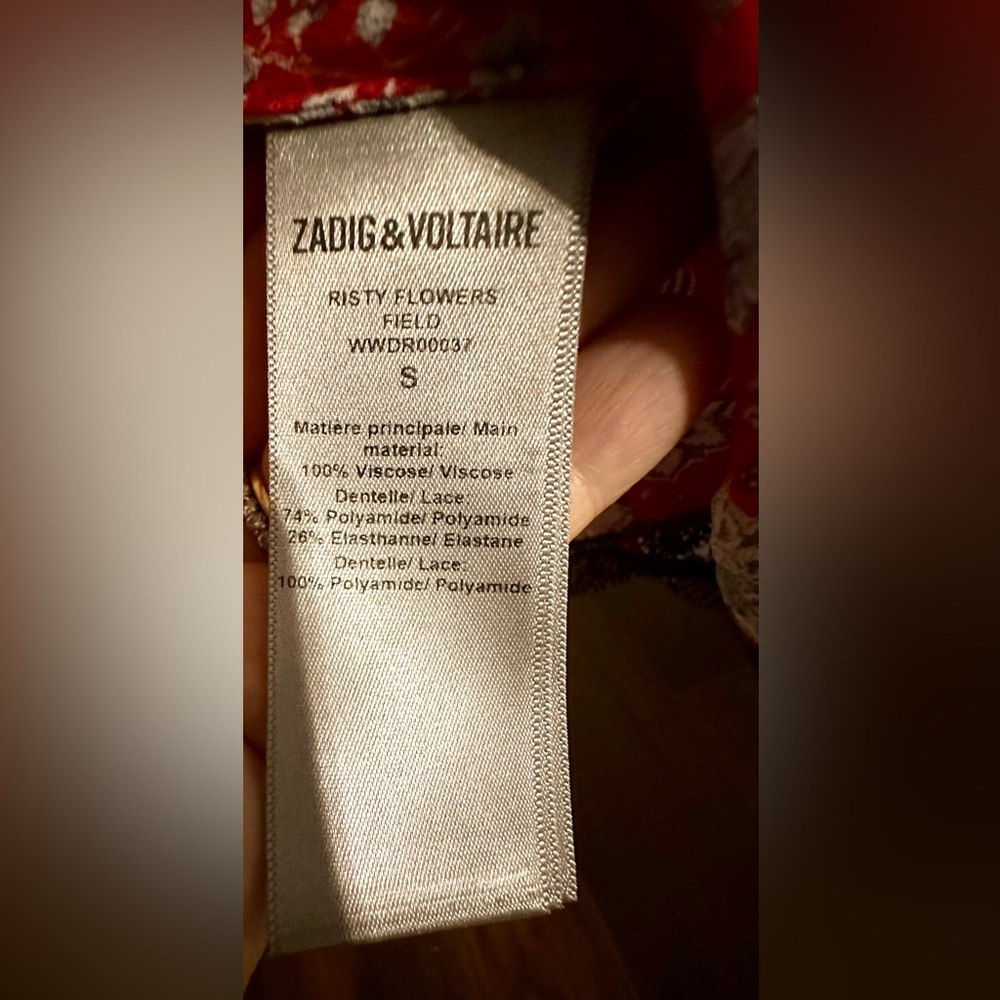 ZADIG&VOLTAIRE
RISTY FLOWERS
FIELD
WWDR00037
S
Matière principale/ Main
material:
100% Viscose/ Viscose
Dentelle/ Lace:
74% Polyamide/ Polyamide
26% Elasthanne/ Elastane
Dentelle/ Lace:
100% Polyamide/ Polyamide